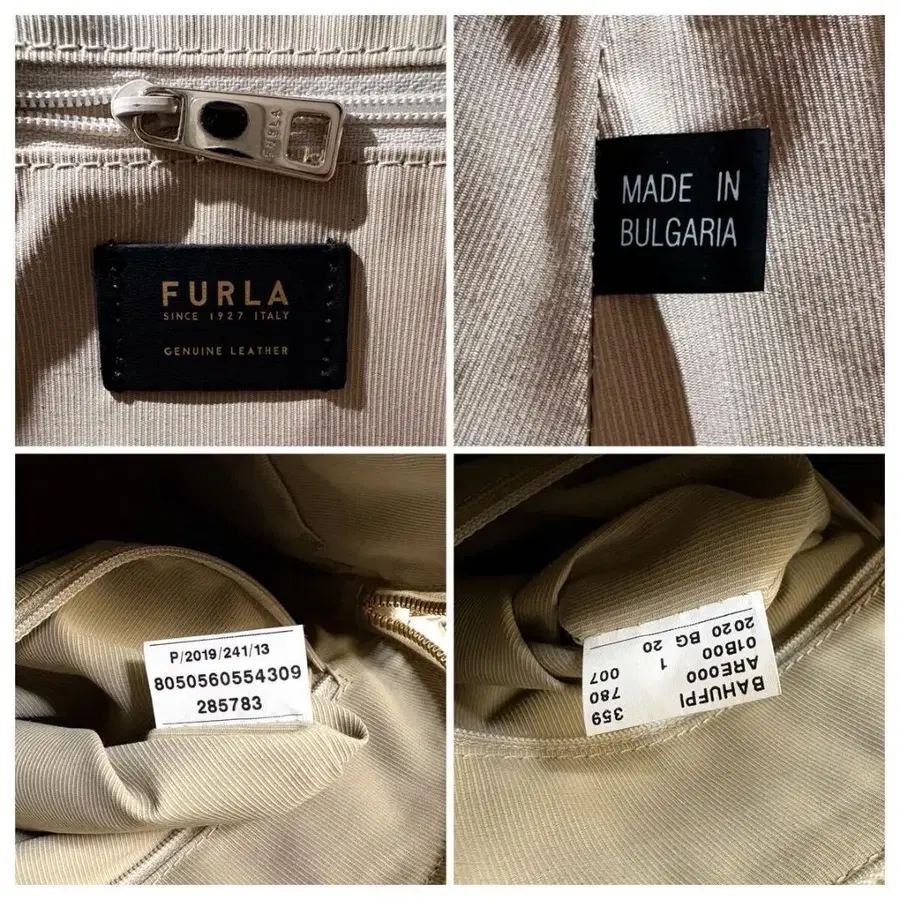 FURLA
FURLA
SINCE 1927 ITALY
GENUINE LEATHER
MADE IN
BULGARIA
P/2019/241/13
8050560554309
285783
BAHUFPI
ARE000 780 359
01B00 1 007
2020 BG 20